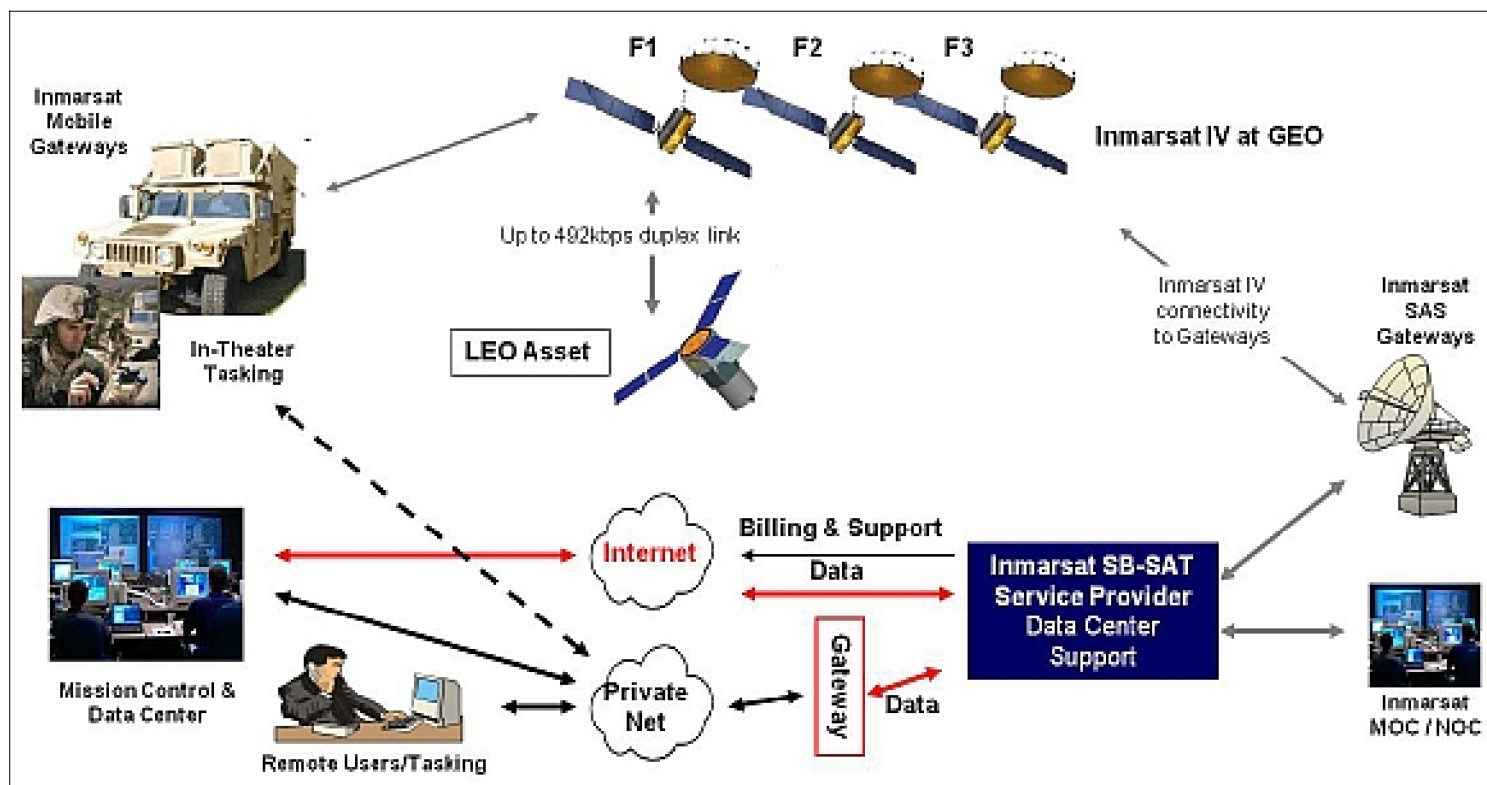 F1
F2
F3
Inmarsat
Mobile
Gateways
Inmarsat IV at GEO
Up to 492kbps duplex link
Inmarsat IV
connectivity
to Gateways
Inmarsat
SAS
Gateways
In-Theater
Tasking
LEO Asset
Internet
Billing & Support
Data
Inmarsat SB-SAT
Service Provider
Data Center
Support
Gateway
Mission Control &
Data Center
Private
Net
Data
Remote Users/Tasking
Inmarsat
MOC / NOC